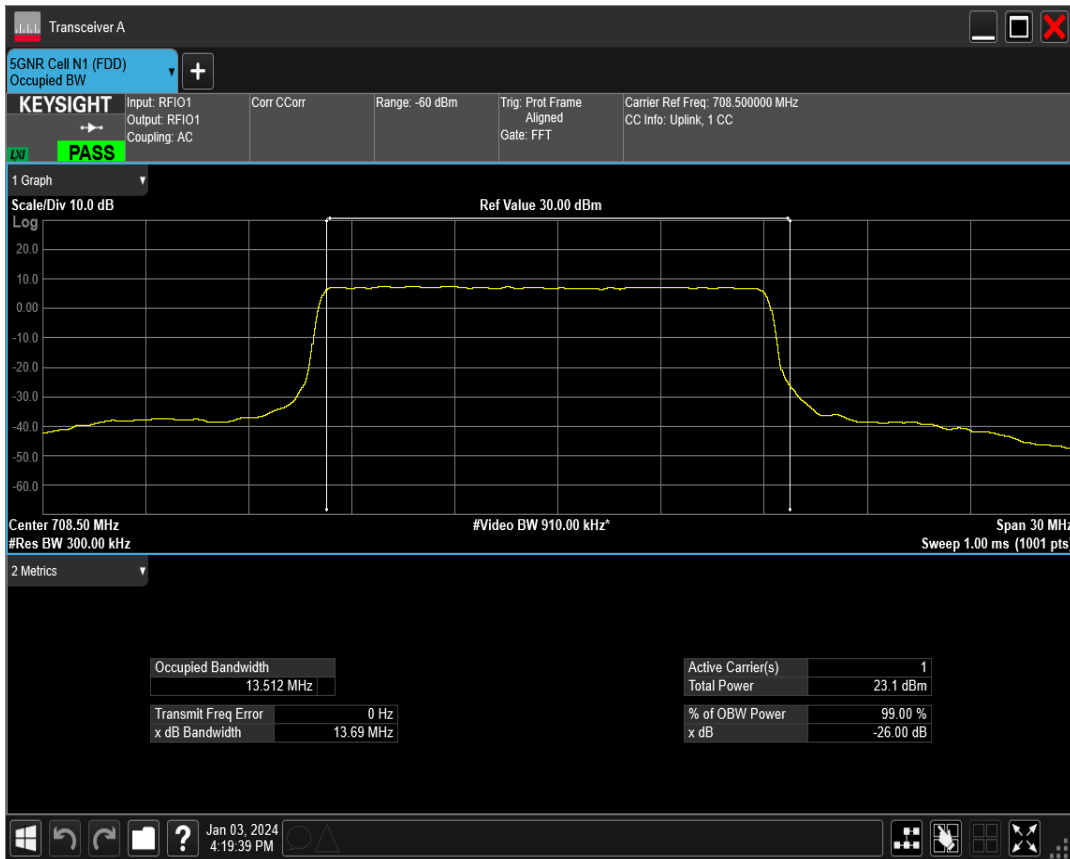 Transceiver A
5GNR Cell N1 (FDD)
Occupied BW
+
KEYSIGHT
LXI
PASS
Input: RFIO1
Output: RFIO1
Coupling: AC
Corr CCorr
Range: -60 dBm
Trig: Prot Frame
Aligned
Gate: FFT
Carrier Ref Freq: 708.500000 MHz
CC Info: Uplink, 1 CC
1 Graph
Scale/Div 10.0 dB
Ref Value 30.00 dBm
Log
20.0
10.0
0.00
-10.0
-20.0
-30.0
-40.0
-50.0
-60.0
Center 708.50 MHz
#Video BW 910.00 kHz*
Span 30 MHz
#Res BW 300.00 kHz
Sweep 1.00 ms (1001 pts)
2 Metrics
Occupied Bandwidth
13.512 MHz
Transmit Freq Error 0 Hz
x dB Bandwidth 13.69 MHz
Active Carrier(s) 1
Total Power 23.1 dBm
% of OBW Power 99.00 %
x dB -26.00 dB
?
Jan 03, 2024
4:19:39 PM